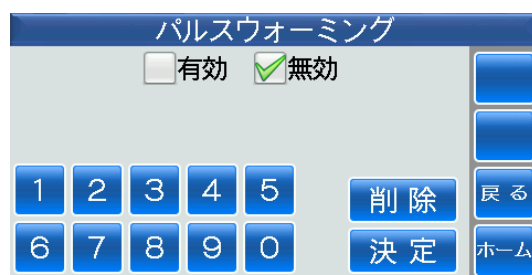 パルスウォーミング
有効 無効
1 2 3 4 5 削除 戻る
6 7 8 9 0 決定 ホーム